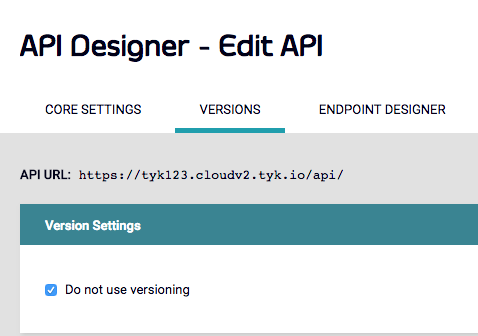 API Designer - Edit API
CORE SETTINGS VERSIONS ENDPOINT DESIGNER
API URL: https://tyk123.cloudv2.tyk.io/api/
Version Settings
Do not use versioning